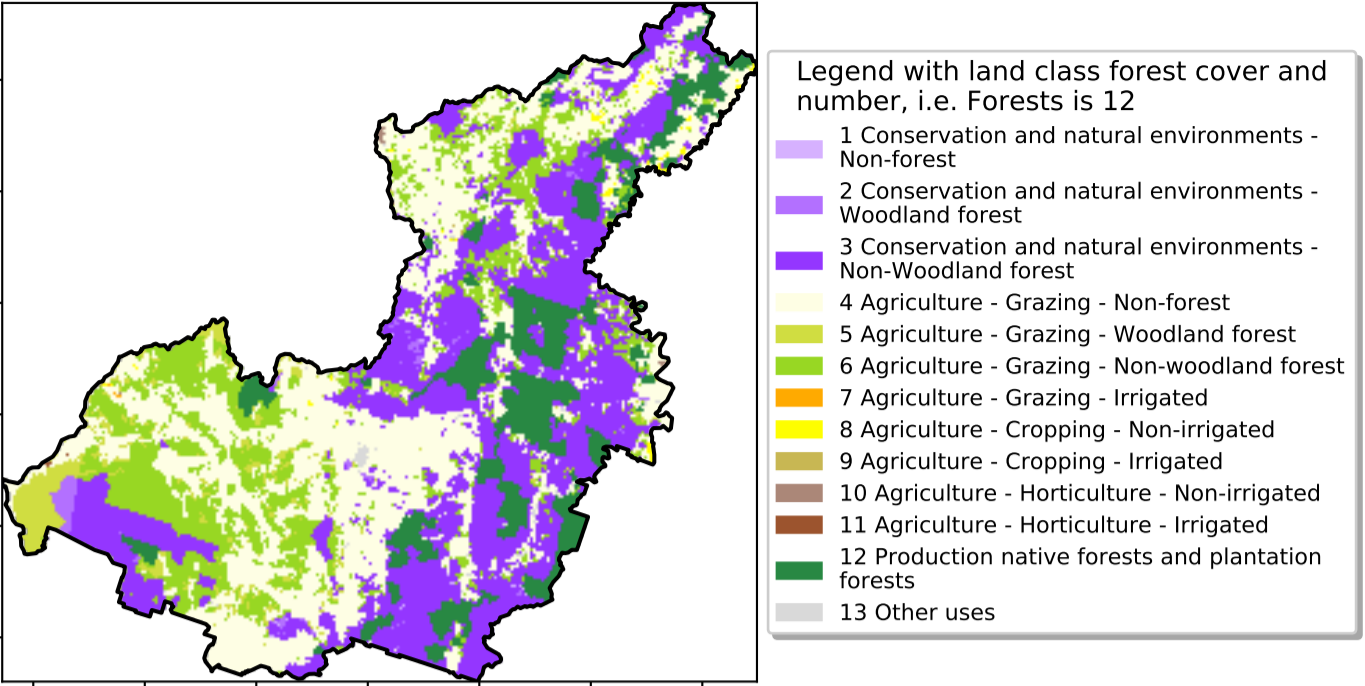 Legend with land class forest cover and
number, i.e. Forests is 12
1 Conservation and natural environments -
Non-forest
2 Conservation and natural environments -
Woodland forest
3 Conservation and natural environments -
Non-Woodland forest
4 Agriculture - Grazing - Non-forest
5 Agriculture - Grazing - Woodland forest
6 Agriculture - Grazing - Non-woodland forest
7 Agriculture - Grazing - Irrigated
8 Agriculture - Cropping - Non-irrigated
9 Agriculture - Cropping - Irrigated
10 Agriculture - Horticulture - Non-irrigated
11 Agriculture - Horticulture - Irrigated
12 Production native forests and plantation
forests
13 Other uses